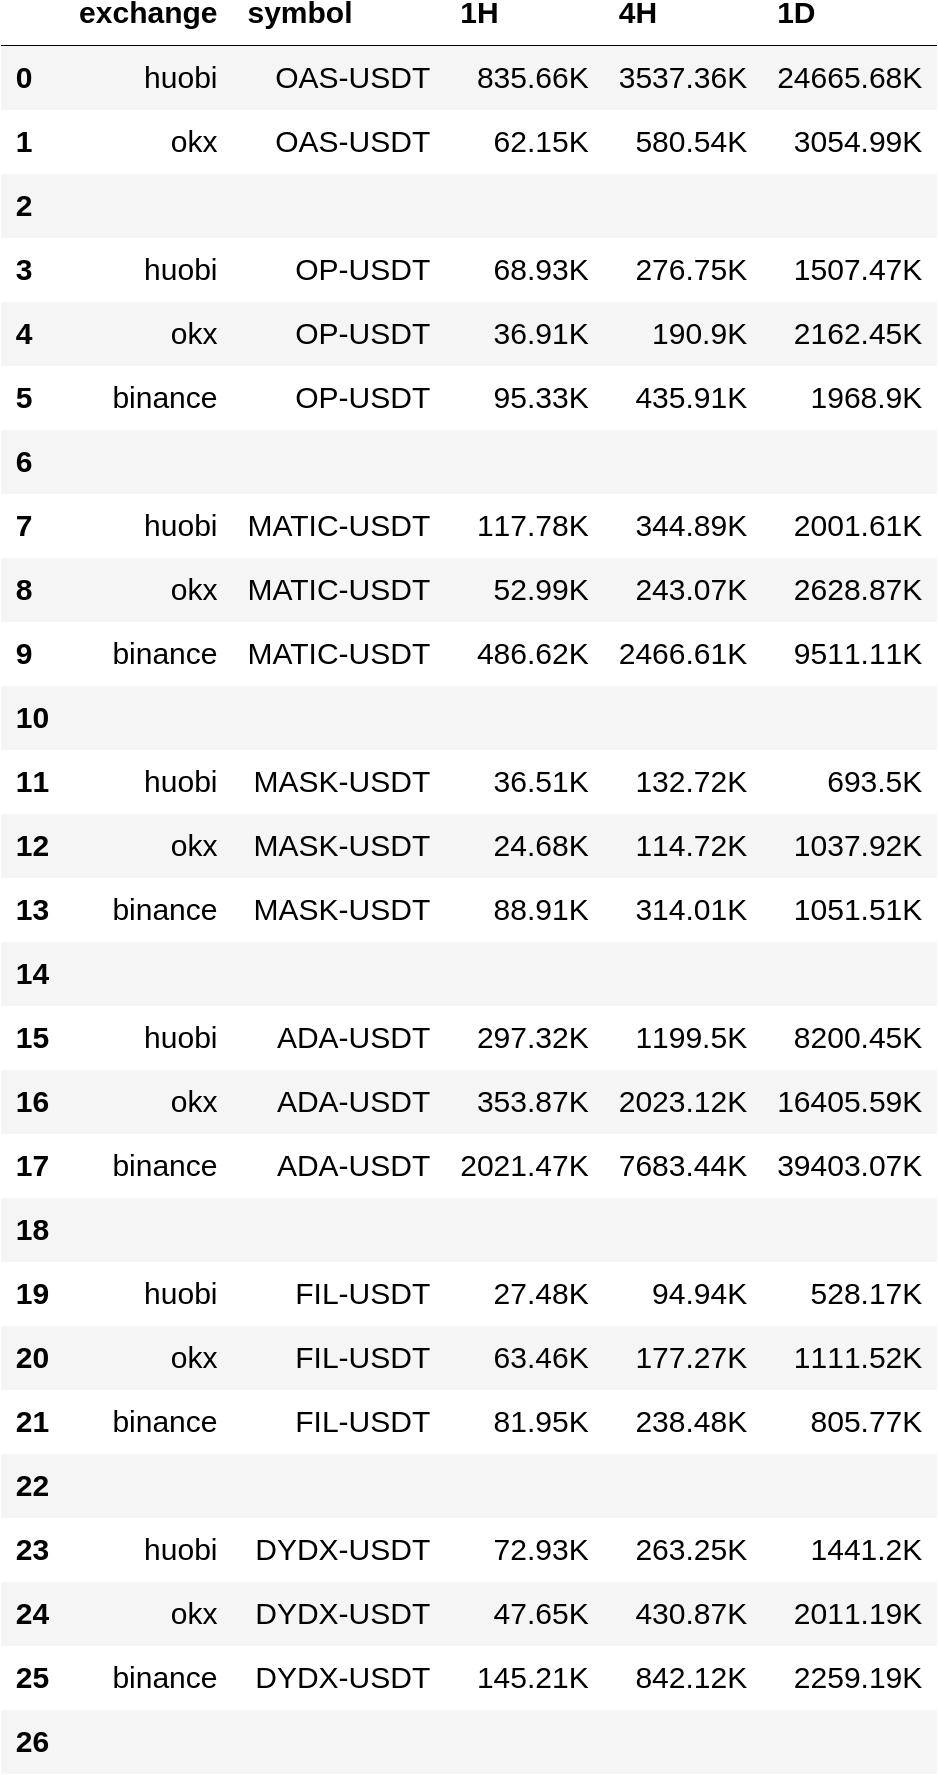 exchange symbol 1H 4H 1D
0 huobi OAS-USDT 835.66K 3537.36K 24665.68K
1 okx OAS-USDT 62.15K 580.54K 3054.99K
2
3 huobi OP-USDT 68.93K 276.75K 1507.47K
4 okx OP-USDT 36.91K 190.9K 2162.45K
5 binance OP-USDT 95.33K 435.91K 1968.9K
6
7 huobi MATIC-USDT 117.78K 344.89K 2001.61K
8 okx MATIC-USDT 52.99K 243.07K 2628.87K
9 binance MATIC-USDT 486.62K 2466.61K 9511.11K
10
11 huobi MASK-USDT 36.51K 132.72K 693.5K
12 okx MASK-USDT 24.68K 114.72K 1037.92K
13 binance MASK-USDT 88.91K 314.01K 1051.51K
14
15 huobi ADA-USDT 297.32K 1199.5K 8200.45K
16 okx ADA-USDT 353.87K 2023.12K 16405.59K
17 binance ADA-USDT 2021.47K 7683.44K 39403.07K
18
19 huobi FIL-USDT 27.48K 94.94K 528.17K
20 okx FIL-USDT 63.46K 177.27K 1111.52K
21 binance FIL-USDT 81.95K 238.48K 805.77K
22
23 huobi DYDX-USDT 72.93K 263.25K 1441.2K
24 okx DYDX-USDT 47.65K 430.87K 2011.19K
25 binance DYDX-USDT 145.21K 842.12K 2259.19K
26